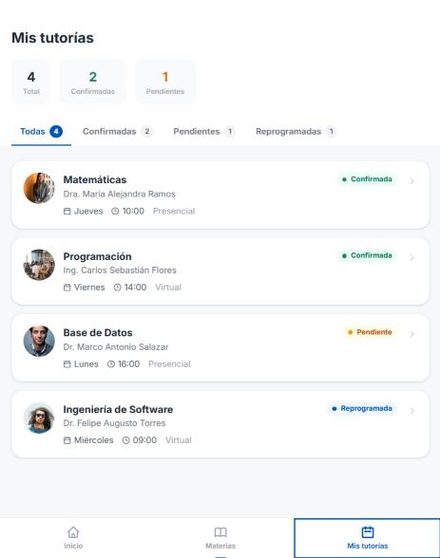 Mis tutorías
4
Total
2
Confirmadas
1
Pendientes
Todas 4
Confirmadas 2
Pendientes 1
Reprogramadas 1
Matemáticas
Confirmada
Dra. María Alejandra Ramos
Jueves 10:00 Presencial
Programación
Confirmada
Ing. Carlos Sebastián Flores
Viernes 14:00 Virtual
Base de Datos
Pendiente
Dr. Marco Antonio Salazar
Lunes 16:00 Presencial
Ingeniería de Software
Reprogramada
Dr. Felipe Augusto Torres
Miércoles 09:00 Virtual
Inicio
Materias
Mis tutorías